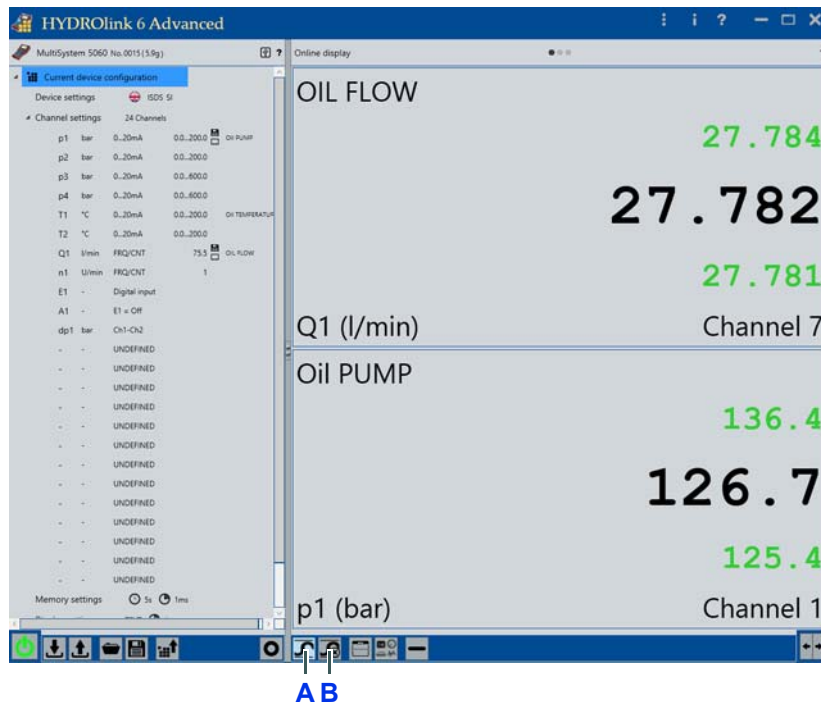 HYDROlink 6 Advanced
MultiSystem 5060 No.0015 (5.9g) ?
Online display
Current device configuration
Device settings ISDS SI
Channel settings 24 Channels
p1 bar 0..20mA 0.0..200.0 Oil PUMP
p2 bar 0..20mA 0.0..200.0
p3 bar 0..20mA 0.0..600.0
p4 bar 0..20mA 0.0..600.0
T1 °C 0..20mA 0.0..200.0 Oil TEMPERATUR
T2 °C 0..20mA 0.0..200.0
Q1 l/min FRQ/CNT 75.5 OIL FLOW
n1 U/min FRQ/CNT 1
E1 - Digital input
A1 - E1 = Off
dp1 bar Ch1-Ch2
- - UNDEFINED
- - UNDEFINED
- - UNDEFINED
- - UNDEFINED
- - UNDEFINED
- - UNDEFINED
- - UNDEFINED
- - UNDEFINED
- - UNDEFINED
- - UNDEFINED
- - UNDEFINED
- - UNDEFINED
- - UNDEFINED
Memory settings 5s 1ms
OIL FLOW
27.784
27.782
27.781
Q1 (l/min) Channel 7
Oil PUMP
136.4
126.7
125.4
p1 (bar) Channel 1
A B